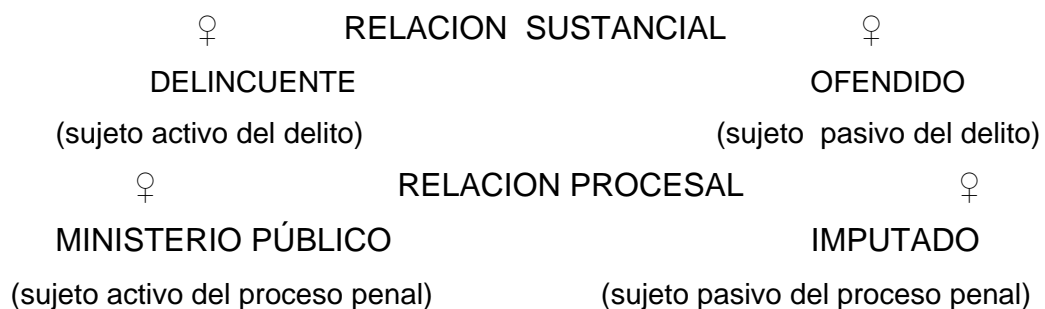 ♀ RELACION SUSTANCIAL ♀
DELINCUENTE OFENDIDO
(sujeto activo del delito) (sujeto pasivo del delito)
♀ RELACION PROCESAL ♀
MINISTERIO PÚBLICO IMPUTADO
(sujeto activo del proceso penal) (sujeto pasivo del proceso penal)